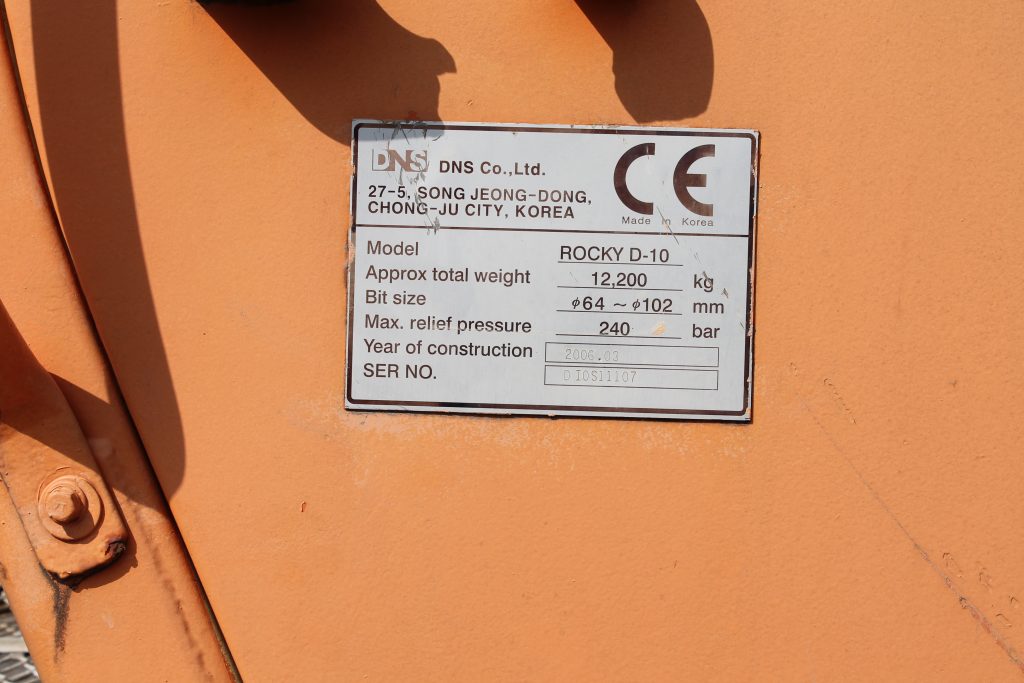 DNS DNS Co.,Ltd.
27-5, SONG JEONG-DONG,
CHONG-JU CITY, KOREA
CE
Made in Korea
Model ROCKY D-10
Approx total weight 12,200 kg
Bit size φ64 ~ φ102 mm
Max. relief pressure 240 bar
Year of construction 2006.03
SER NO. D10S11107